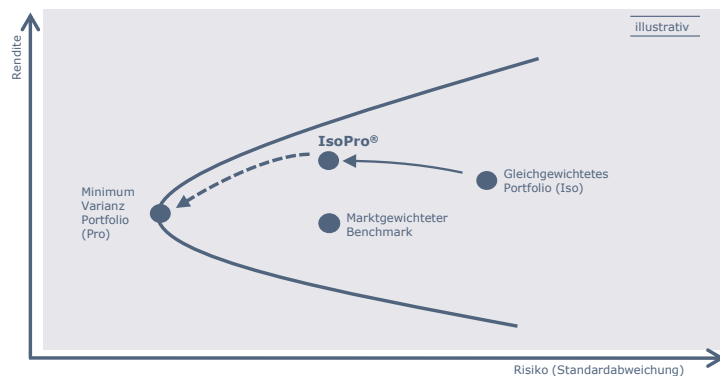 illustrativ
Rendite
IsoPro®
Gleichgewichtetes
Portfolio (Iso)
Minimum
Varianz
Portfolio
(Pro)
Marktgewichteter
Benchmark
Risiko (Standardabweichung)